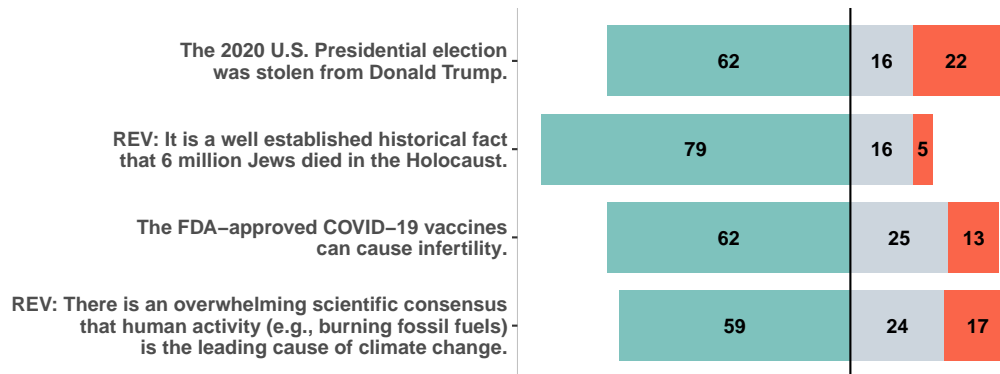 The 2020 U.S. Presidential election
was stolen from Donald Trump.
62 16 22
REV: It is a well established historical fact
that 6 million Jews died in the Holocaust.
79 16 5
The FDA–approved COVID–19 vaccines
can cause infertility.
62 25 13
REV: There is an overwhelming scientific consensus
that human activity (e.g., burning fossil fuels)
is the leading cause of climate change.
59 24 17